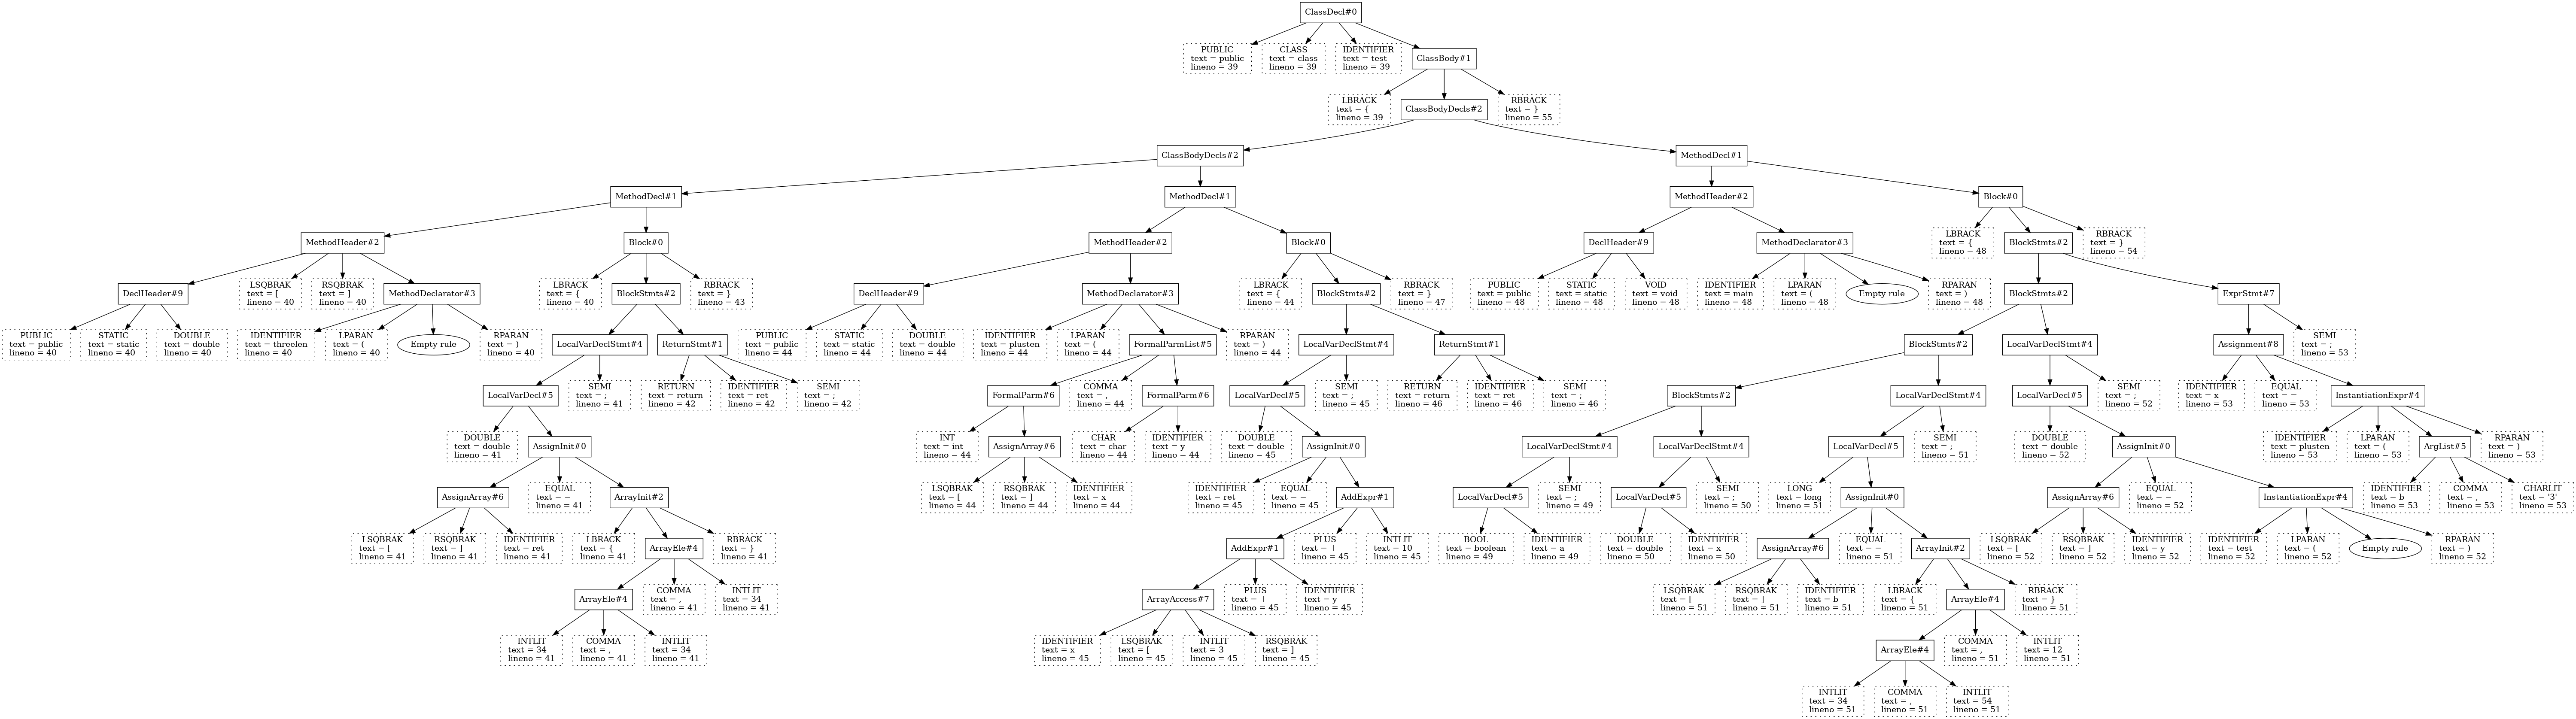 ClassDecl#0
PUBLIC
text = public
lineno = 39
CLASS
text = class
lineno = 39
IDENTIFIER
text = test
lineno = 39
ClassBody#1
LBRACK
text = {
lineno = 39
ClassBodyDecls#2
RBRACK
text = }
lineno = 55
ClassBodyDecls#2
MethodDecl#1
MethodDecl#1
MethodDecl#1
MethodHeader#2
Block#0
MethodHeader#2
Block#0
MethodHeader#2
Block#0
DeclHeader#9
LSQBRAK
text = [
lineno = 40
RSQBRAK
text = ]
lineno = 40
MethodDeclarator#3
LBRACK
text = {
lineno = 40
BlockStmts#2
RBRACK
text = }
lineno = 43
DeclHeader#9
MethodDeclarator#3
LBRACK
text = {
lineno = 44
BlockStmts#2
RBRACK
text = }
lineno = 47
DeclHeader#9
MethodDeclarator#3
LBRACK
text = {
lineno = 48
BlockStmts#2
RBRACK
text = }
lineno = 54
PUBLIC
text = public
lineno = 40
STATIC
text = static
lineno = 40
DOUBLE
text = double
lineno = 40
IDENTIFIER
text = threelen
lineno = 40
LPARAN
text = (
lineno = 40
Empty rule
RPARAN
text = )
lineno = 40
LocalVarDeclStmt#4
ReturnStmt#1
PUBLIC
text = public
lineno = 44
STATIC
text = static
lineno = 44
DOUBLE
text = double
lineno = 44
IDENTIFIER
text = plusten
lineno = 44
LPARAN
text = (
lineno = 44
FormalParmList#5
RPARAN
text = )
lineno = 44
LocalVarDeclStmt#4
ReturnStmt#1
PUBLIC
text = public
lineno = 48
STATIC
text = static
lineno = 48
VOID
text = void
lineno = 48
IDENTIFIER
text = main
lineno = 48
LPARAN
text = (
lineno = 48
Empty rule
RPARAN
text = )
lineno = 48
BlockStmts#2
ExprStmt#7
LocalVarDecl#5
SEMI
text = ;
lineno = 41
RETURN
text = return
lineno = 42
IDENTIFIER
text = ret
lineno = 42
SEMI
text = ;
lineno = 42
FormalParm#6
COMMA
text = ,
lineno = 44
FormalParm#6
LocalVarDecl#5
SEMI
text = ;
lineno = 45
RETURN
text = return
lineno = 46
IDENTIFIER
text = ret
lineno = 46
SEMI
text = ;
lineno = 46
BlockStmts#2
LocalVarDeclStmt#4
Assignment#8
SEMI
text = ;
lineno = 53
DOUBLE
text = double
lineno = 41
AssignInit#0
INT
text = int
lineno = 44
AssignArray#6
CHAR
text = char
lineno = 44
IDENTIFIER
text = y
lineno = 44
DOUBLE
text = double
lineno = 45
AssignInit#0
BlockStmts#2
LocalVarDeclStmt#4
LocalVarDecl#5
SEMI
text = ;
lineno = 52
IDENTIFIER
text = x
lineno = 53
EQUAL
text = =
lineno = 53
InstantiationExpr#4
AssignArray#6
EQUAL
text = =
lineno = 41
ArrayInit#2
LSQBRAK
text = [
lineno = 44
RSQBRAK
text = ]
lineno = 44
IDENTIFIER
text = x
lineno = 44
IDENTIFIER
text = ret
lineno = 45
EQUAL
text = =
lineno = 45
AddExpr#1
LocalVarDeclStmt#4
LocalVarDeclStmt#4
LocalVarDecl#5
SEMI
text = ;
lineno = 51
DOUBLE
text = double
lineno = 52
AssignInit#0
IDENTIFIER
text = plusten
lineno = 53
LPARAN
text = (
lineno = 53
ArgList#5
RPARAN
text = )
lineno = 53
LSQBRAK
text = [
lineno = 41
RSQBRAK
text = ]
lineno = 41
IDENTIFIER
text = ret
lineno = 41
LBRACK
text = {
lineno = 41
ArrayEle#4
RBRACK
text = }
lineno = 41
AddExpr#1
PLUS
text = +
lineno = 45
INTLIT
text = 10
lineno = 45
LocalVarDecl#5
SEMI
text = ;
lineno = 49
LocalVarDecl#5
SEMI
text = ;
lineno = 50
LONG
text = long
lineno = 51
AssignInit#0
AssignArray#6
EQUAL
text = =
lineno = 52
InstantiationExpr#4
IDENTIFIER
text = b
lineno = 53
COMMA
text = ,
lineno = 53
CHARLIT
text = '3'
lineno = 53
ArrayEle#4
COMMA
text = ,
lineno = 41
INTLIT
text = 34
lineno = 41
ArrayAccess#7
PLUS
text = +
lineno = 45
IDENTIFIER
text = y
lineno = 45
BOOL
text = boolean
lineno = 49
IDENTIFIER
text = a
lineno = 49
DOUBLE
text = double
lineno = 50
IDENTIFIER
text = x
lineno = 50
AssignArray#6
EQUAL
text = =
lineno = 51
ArrayInit#2
LSQBRAK
text = [
lineno = 52
RSQBRAK
text = ]
lineno = 52
IDENTIFIER
text = y
lineno = 52
IDENTIFIER
text = test
lineno = 52
LPARAN
text = (
lineno = 52
Empty rule
RPARAN
text = )
lineno = 52
INTLIT
text = 34
lineno = 41
COMMA
text = ,
lineno = 41
INTLIT
text = 34
lineno = 41
IDENTIFIER
text = x
lineno = 45
LSQBRAK
text = [
lineno = 45
INTLIT
text = 3
lineno = 45
RSQBRAK
text = ]
lineno = 45
LSQBRAK
text = [
lineno = 51
RSQBRAK
text = ]
lineno = 51
IDENTIFIER
text = b
lineno = 51
LBRACK
text = {
lineno = 51
ArrayEle#4
RBRACK
text = }
lineno = 51
ArrayEle#4
COMMA
text = ,
lineno = 51
INTLIT
text = 12
lineno = 51
INTLIT
text = 34
lineno = 51
COMMA
text = ,
lineno = 51
INTLIT
text = 54
lineno = 51